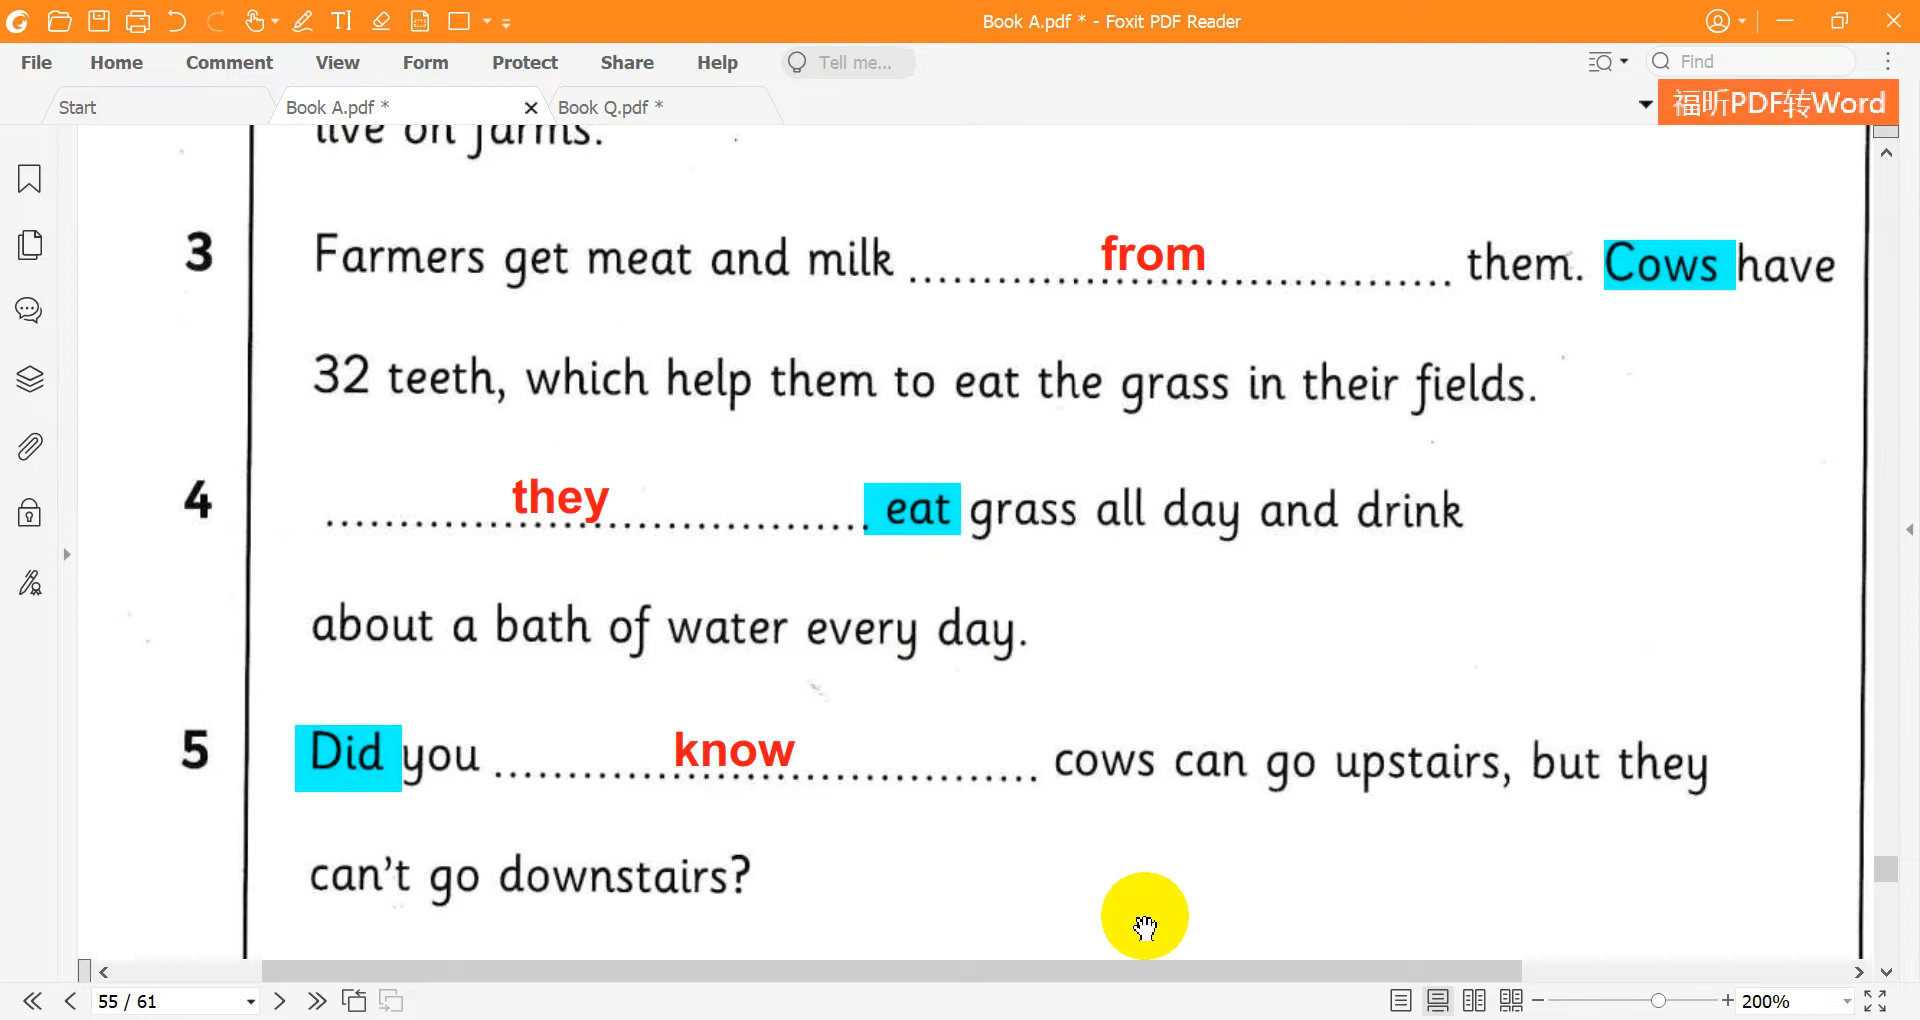 Book A.pdf * - Foxit PDF Reader
File Home Comment View Form Protect Share Help Tell me... Find
Start Book A.pdf * Book Q.pdf * 福昕PDF转Word
live on farms.
3 Farmers get meat and milk from them. Cows have
32 teeth, which help them to eat the grass in their fields.
4 they eat grass all day and drink
about a bath of water every day.
5 Did you know cows can go upstairs, but they
can't go downstairs?
55 / 61 200%